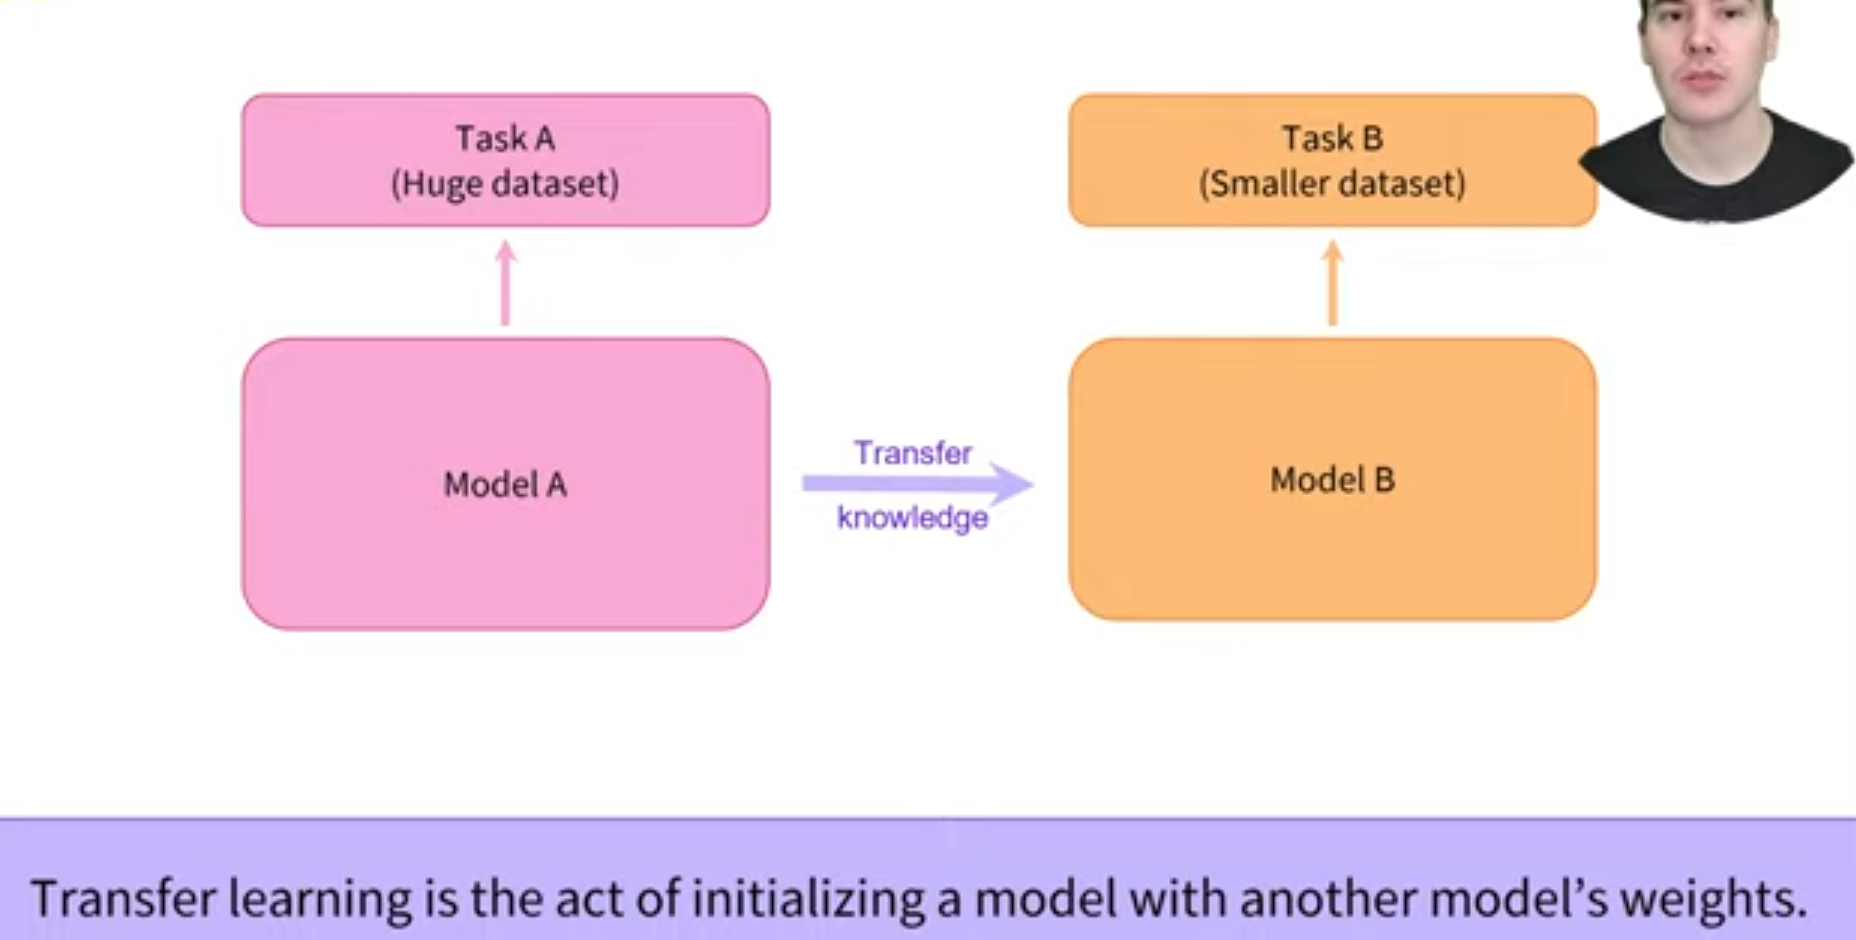 Task A
(Huge dataset)
Task B
(Smaller dataset)
Model A
Transfer
knowledge
Model B
Transfer learning is the act of initializing a model with another model’s weights.